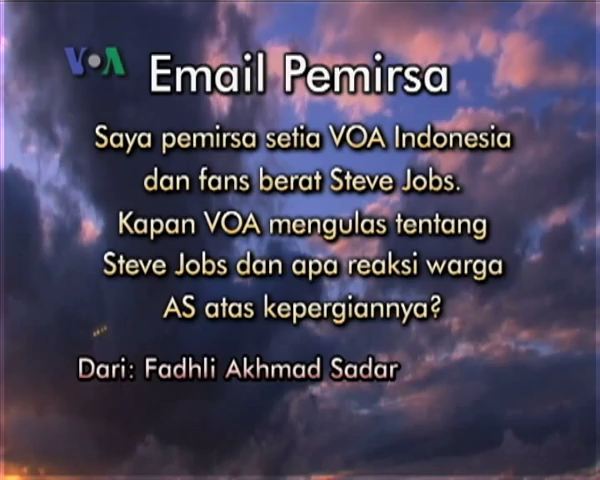 VOA
Email Pemirsa
Saya pemirsa setia VOA Indonesia
dan fans berat Steve Jobs.
Kapan VOA mengulas tentang
Steve Jobs dan apa reaksi warga
AS atas kepergiannya?
Dari: Fadhli Akhmad Sadar